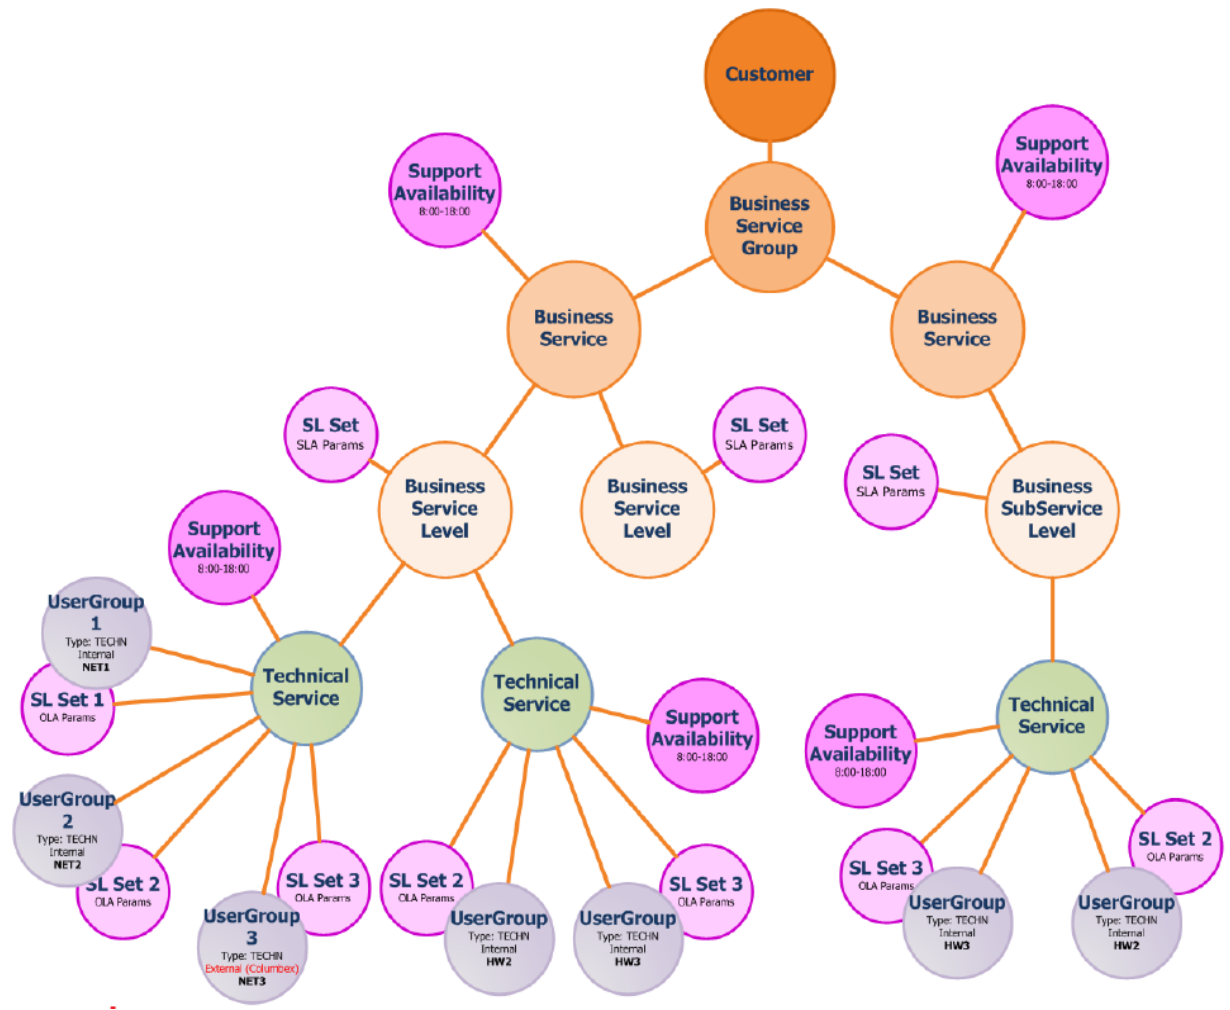 Customer
Support
Availability
8:00-18:00
Support
Availability
8:00-18:00
Business
Service
Group
Business
Service
Business
Service
SL Set
SLA Params
SL Set
SLA Params
SL Set
SLA Params
Business
Service
Level
Business
Service
Level
Business
SubService
Level
Support
Availability
8:00-18:00
UserGroup
1
Type: TECHN
Internal
NET1
SL Set 1
OLA Params
Technical
Service
Technical
Service
Technical
Service
Support
Availability
8:00-18:00
Support
Availability
8:00-18:00
UserGroup
2
Type: TECHN
Internal
NET2
SL Set 2
OLA Params
UserGroup
3
Type: TECHN
External (Columbex)
NET3
SL Set 3
OLA Params
SL Set 2
OLA Params
UserGroup
Type: TECHN
Internal
HW2
UserGroup
Type: TECHN
Internal
HW3
SL Set 3
OLA Params
SL Set 3
OLA Params
UserGroup
Type: TECHN
Internal
HW3
UserGroup
Type: TECHN
Internal
HW2
SL Set 2
OLA Params